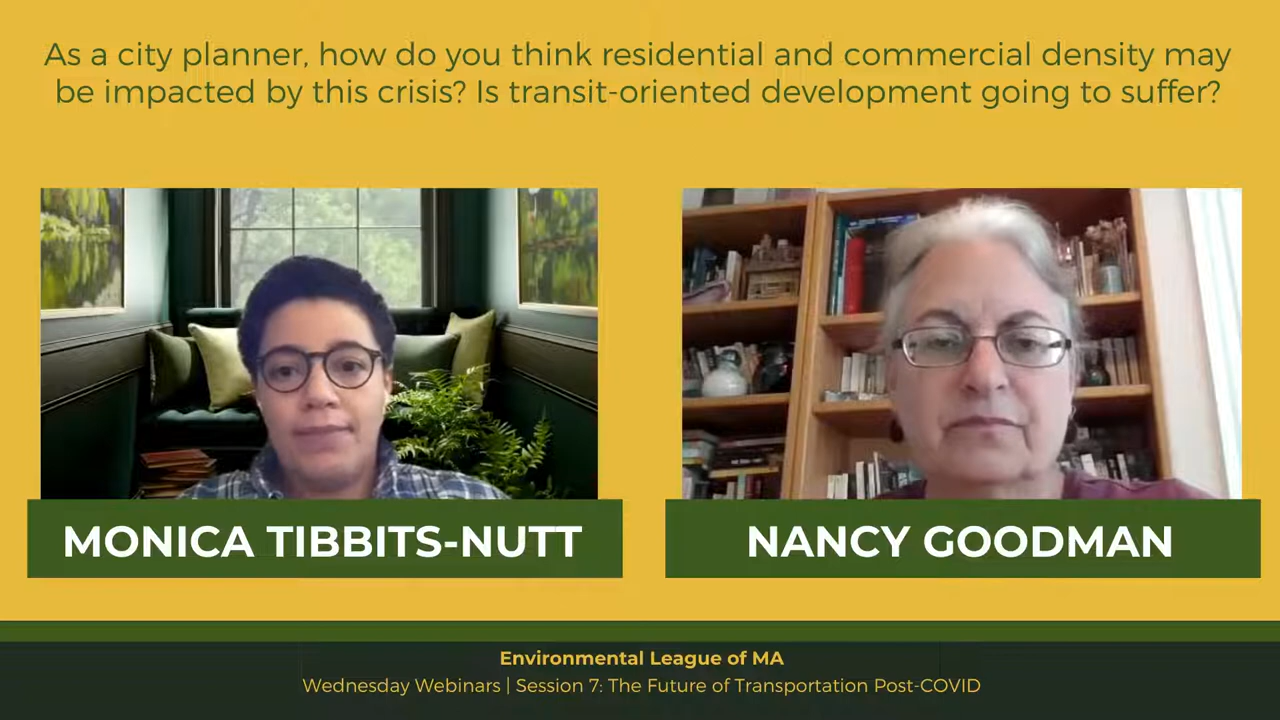 As a city planner, how do you think residential and commercial density may
be impacted by this crisis? Is transit-oriented development going to suffer?
MONICA TIBBITS-NUTT
NANCY GOODMAN
Environmental League of MA
Wednesday Webinars | Session 7: The Future of Transportation Post-COVID